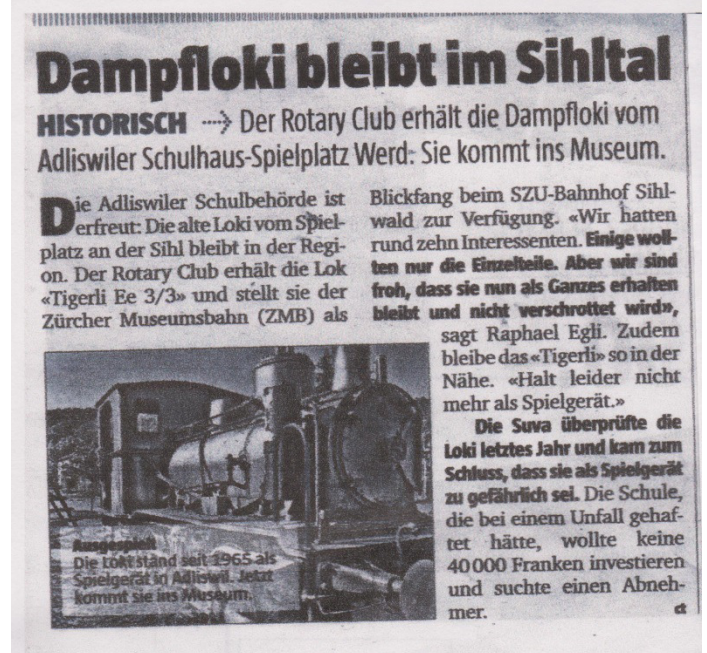 Dampfloki bleibt im Sihltal
HISTORISCH ···> Der Rotary Club erhält die Dampfloki vom
Adliswiler Schulhaus-Spielplatz Werd. Sie kommt ins Museum.
Die Adliswiler Schulbehörde ist
erfreut: Die alte Loki vom Spiel-
platz an der Sihl bleibt in der Regi-
on. Der Rotary Club erhält die Lok
«Tigerli Ee 3/3» und stellt sie der
Zürcher Museumsbahn (ZMB) als
Blickfang beim SZU-Bahnhof Sihl-
wald zur Verfügung. «Wir hatten
rund zehn Interessenten. Einige woll-
ten nur die Einzelteile. Aber wir sind
froh, dass sie nun als Ganzes erhalten
bleibt und nicht verschrottet wird»,
sagt Raphael Egli. Zudem
bleibe das «Tigerli» so in der
Nähe. «Halt leider nicht
mehr als Spielgerät.»
Die Suva überprüfte die
Loki letztes Jahr und kam zum
Schluss, dass sie als Spielgerät
zu gefährlich sei. Die Schule,
die bei einem Unfall gehaf-
tet hätte, wollte keine
40 000 Franken investieren
und suchte einen Abneh-
mer. ct
Ausgespielt
Die Loki stand seit 1965 als
Spielgerät in Adliswil. Jetzt
kommt sie ins Museum.